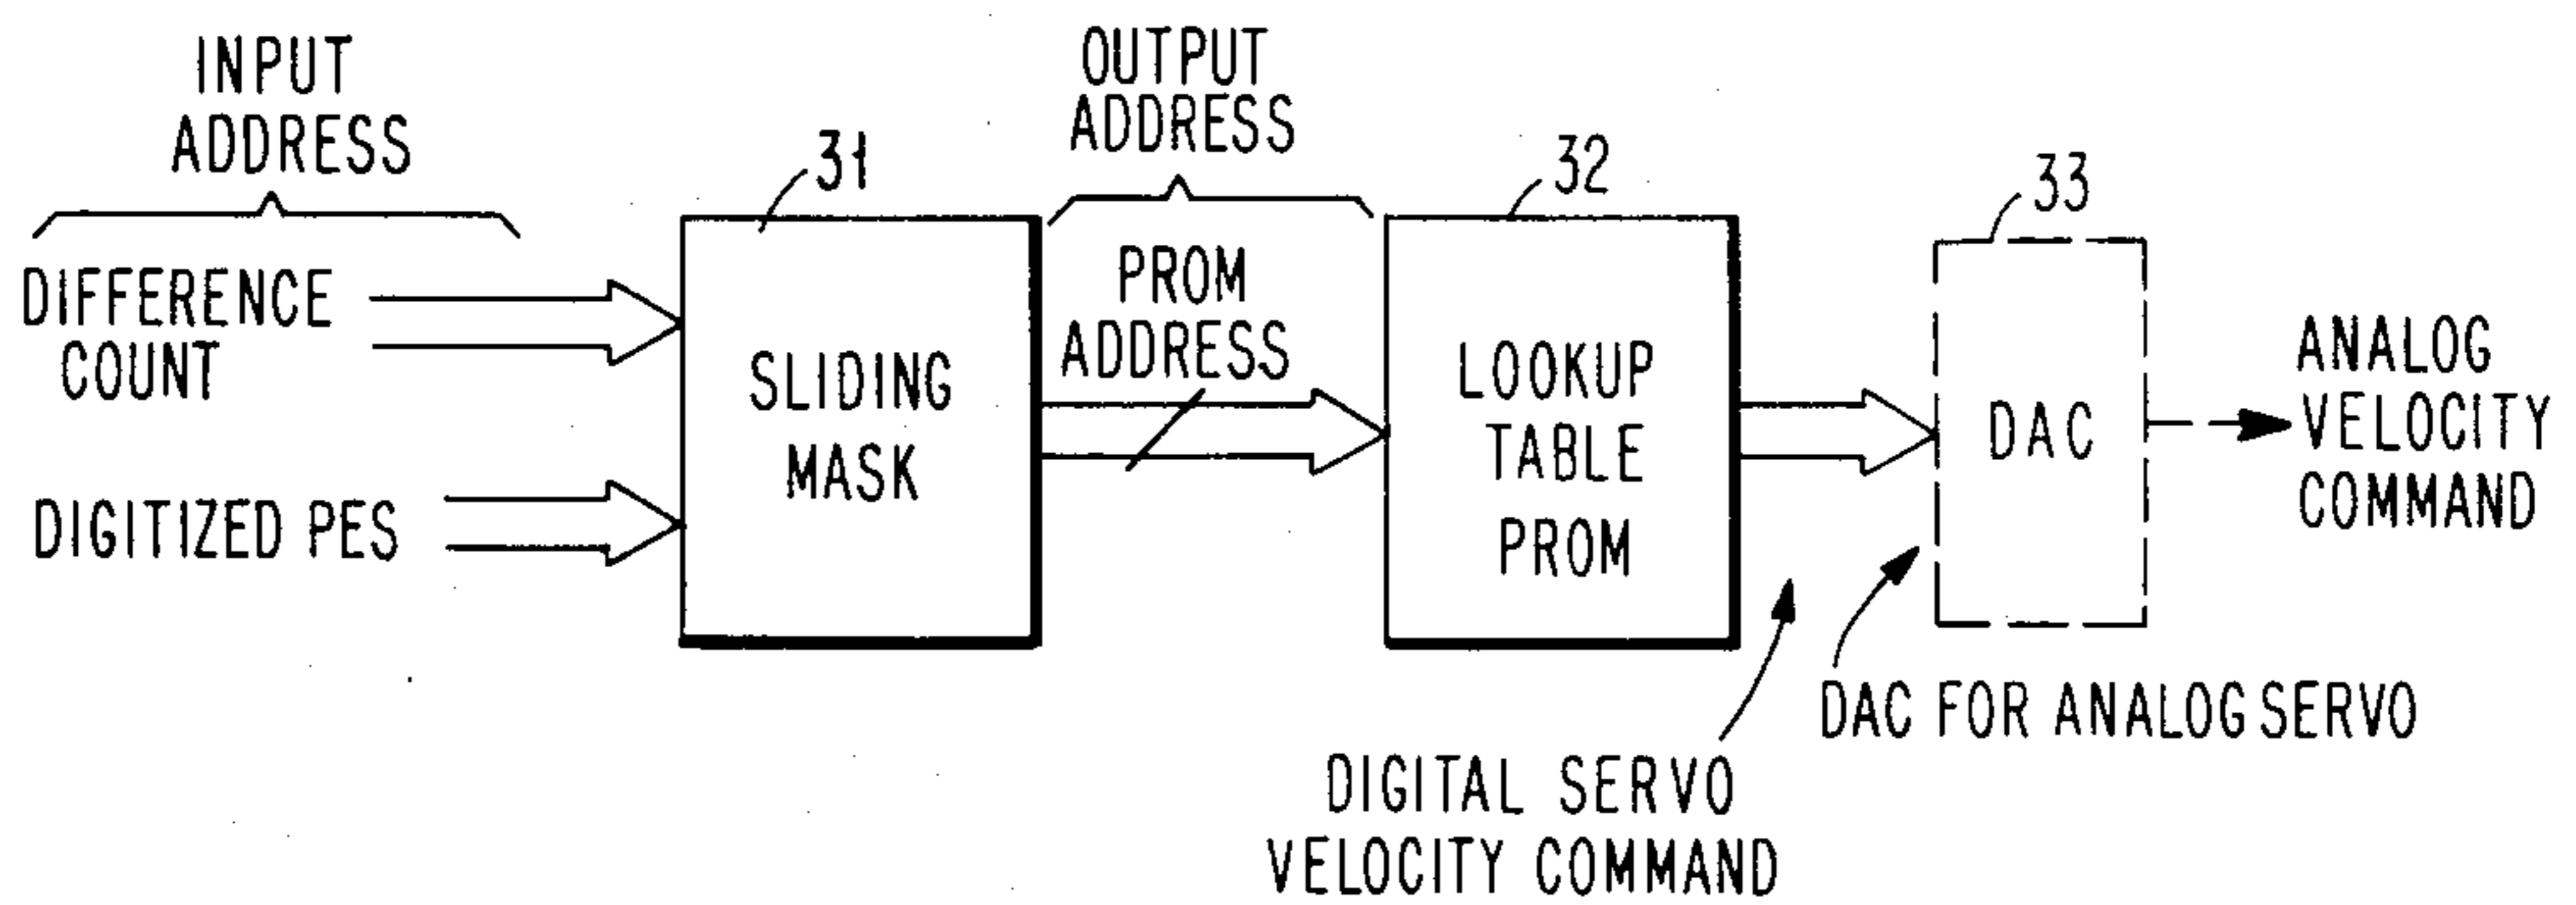 INPUT
ADDRESS
DIFFERENCE
COUNT
DIGITIZED PES
31
SLIDING
MASK
OUTPUT
ADDRESS
PROM
ADDRESS
32
LOOKUP
TABLE
PROM
33
DAC
ANALOG
VELOCITY
COMMAND
DAC FOR ANALOG SERVO
DIGITAL SERVO
VELOCITY COMMAND